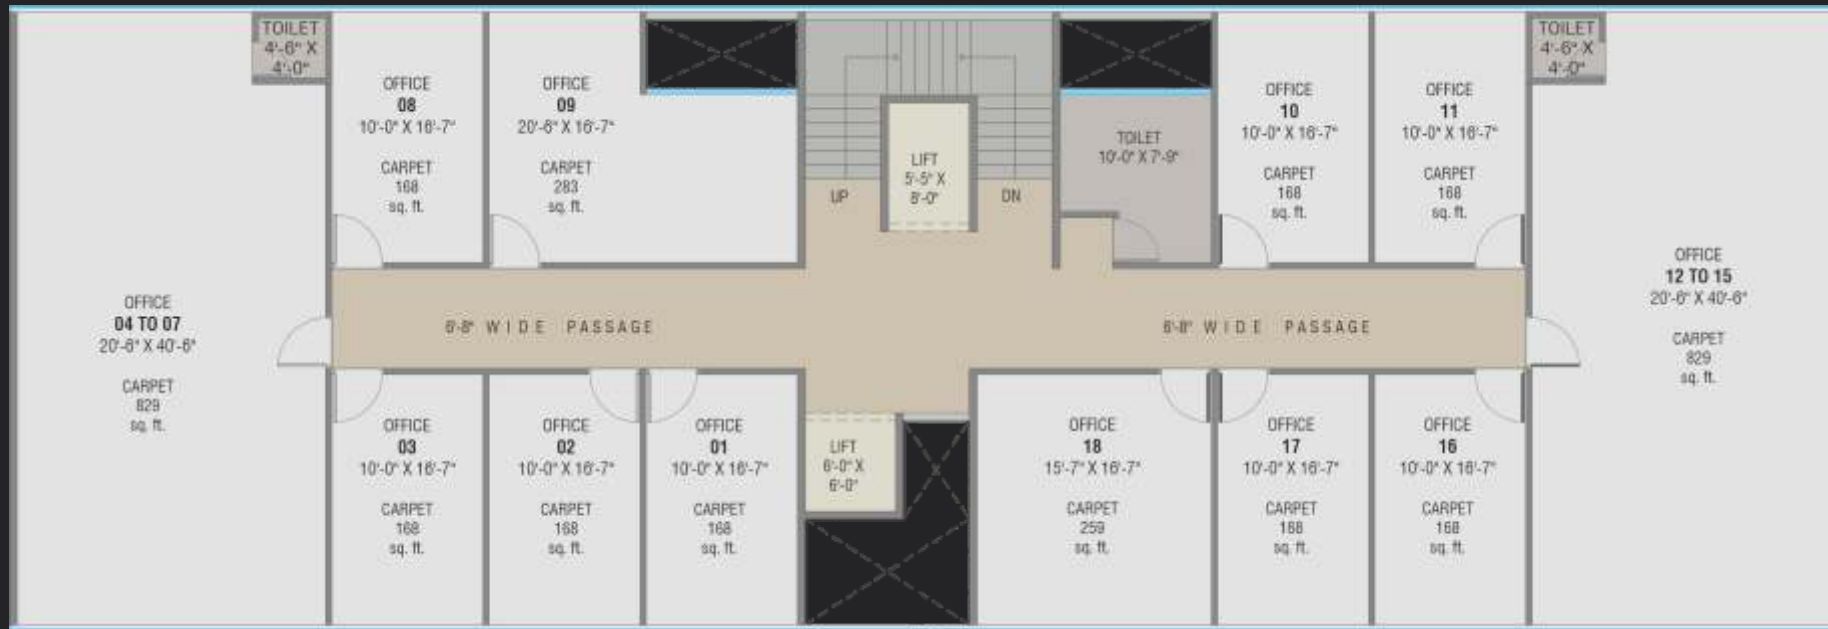 TOILET
4'-6" X
4'-0"
OFFICE
08
10'-0" X 16'-7"
CARPET
168
sq. ft.
OFFICE
09
20'-6" X 16'-7"
CARPET
283
sq. ft.
UP
LIFT
5'-5" X
8'-0"
DN
TOILET
10'-0" X 7'-9"
OFFICE
10
10'-0" X 16'-7"
CARPET
168
sq. ft.
OFFICE
11
10'-0" X 16'-7"
CARPET
168
sq. ft.
TOILET
4'-6" X
4'-0"
OFFICE
04 TO 07
20'-6" X 40'-6"
CARPET
829
sq. ft.
6'-8" WIDE PASSAGE
6'-8" WIDE PASSAGE
OFFICE
12 TO 15
20'-6" X 40'-6"
CARPET
829
sq. ft.
OFFICE
03
10'-0" X 16'-7"
CARPET
168
sq. ft.
OFFICE
02
10'-0" X 16'-7"
CARPET
168
sq. ft.
OFFICE
01
10'-0" X 16'-7"
CARPET
168
sq. ft.
LIFT
6'-0" X
6'-0"
OFFICE
18
15'-7" X 16'-7"
CARPET
259
sq. ft.
OFFICE
17
10'-0" X 16'-7"
CARPET
168
sq. ft.
OFFICE
16
10'-0" X 16'-7"
CARPET
168
sq. ft.